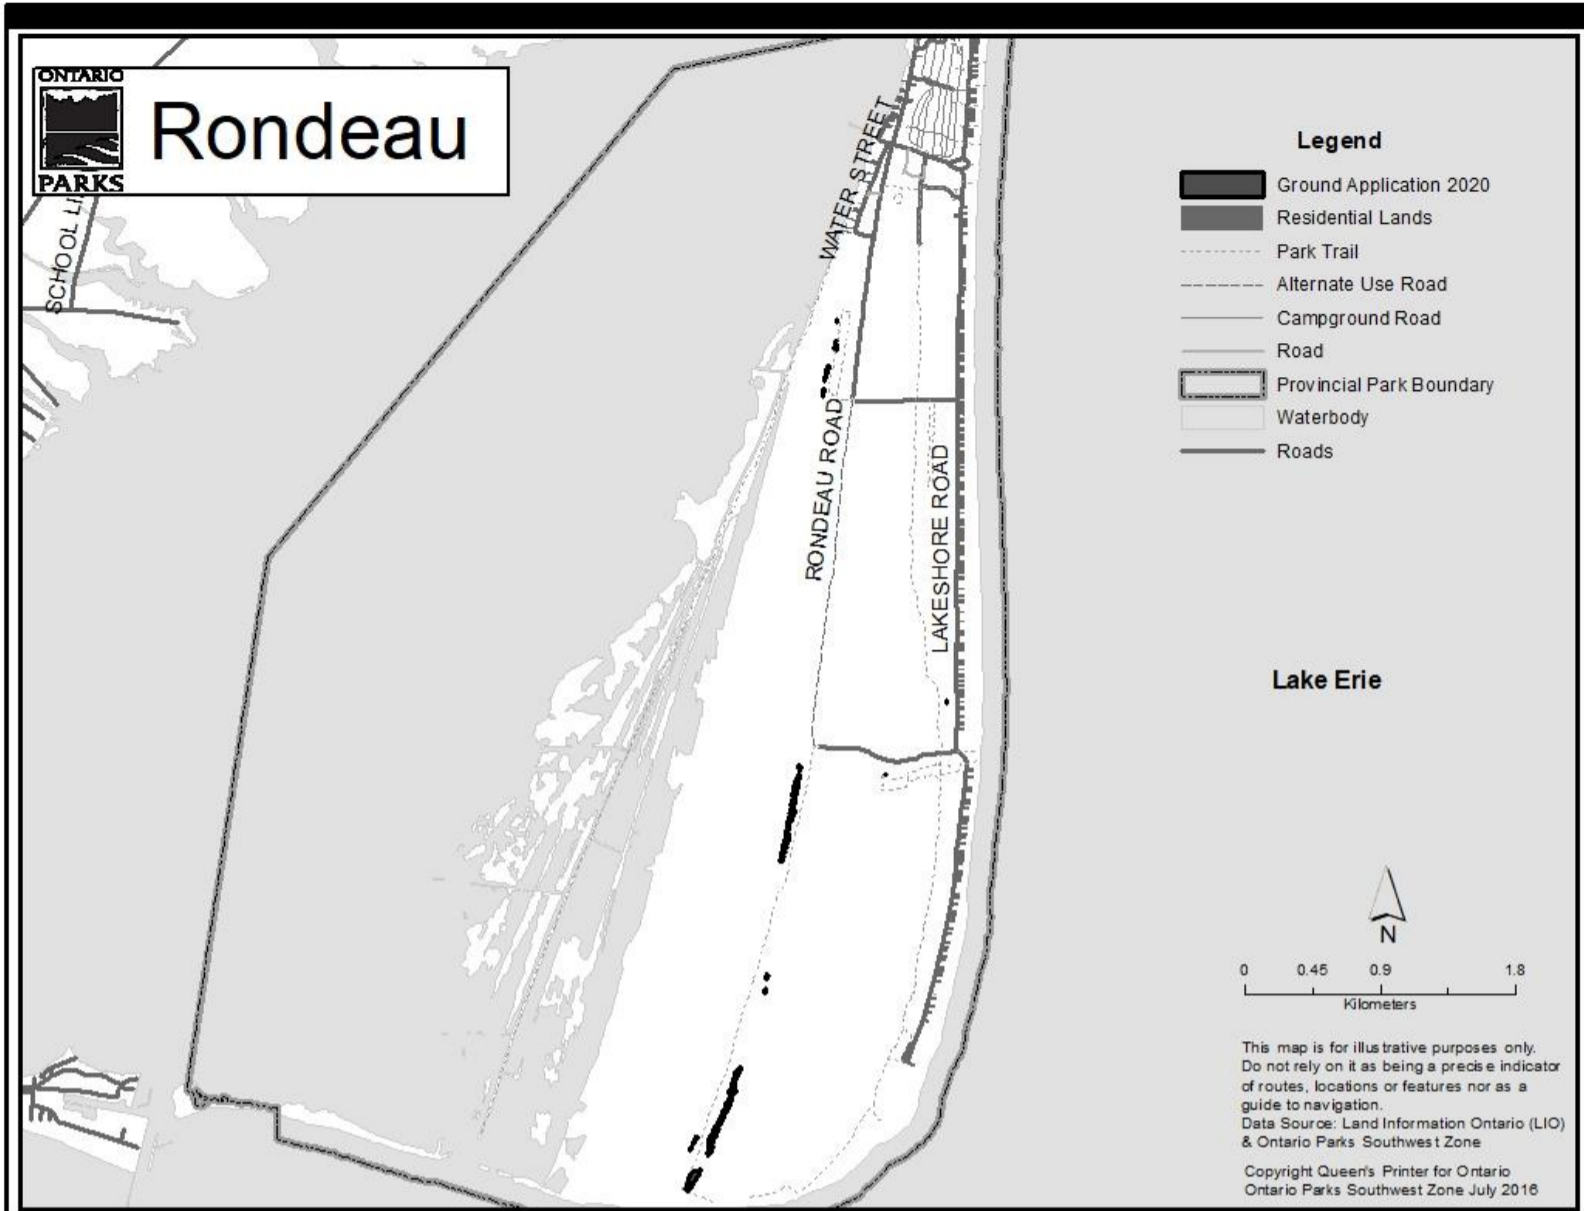 ONTARIO
PARKS
Rondeau
SCHOOL
WATER STREET
RONDEAU ROAD
LAKESHORE ROAD
Legend
Ground Application 2020
Residential Lands
Park Trail
Alternate Use Road
Campground Road
Road
Provincial Park Boundary
Waterbody
Roads
Lake Erie
N
0 0.45 0.9 1.8
Kilometers
This map is for illustrative purposes only.
Do not rely on it as being a precise indicator
of routes, locations or features nor as a
guide to navigation.
Data Source: Land Information Ontario (LIO)
& Ontario Parks Southwest Zone
Copyright Queen's Printer for Ontario
Ontario Parks Southwest Zone July 2016